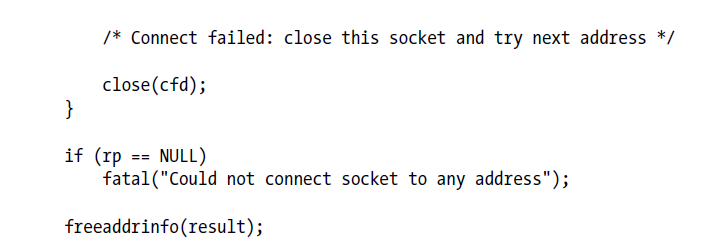 /* Connect failed: close this socket and try next address */
close(cfd);
}
if (rp == NULL)
fatal("Could not connect socket to any address");
freeaddrinfo(result);